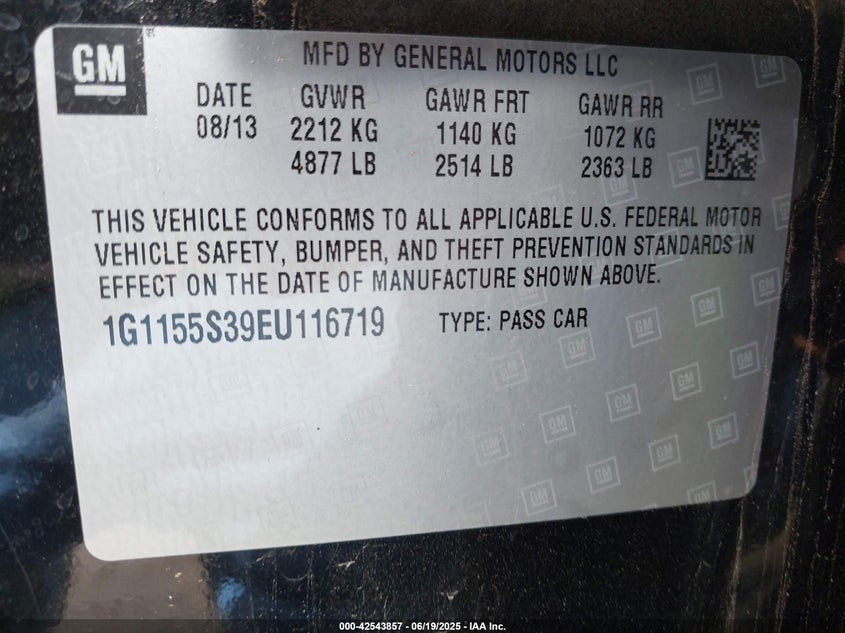 GM
MFD BY GENERAL MOTORS LLC
DATE GVWR GAWR FRT GAWR RR
08/13 2212 KG 1140 KG 1072 KG
4877 LB 2514 LB 2363 LB
THIS VEHICLE CONFORMS TO ALL APPLICABLE U.S. FEDERAL MOTOR
VEHICLE SAFETY, BUMPER, AND THEFT PREVENTION STANDARDS IN
EFFECT ON THE DATE OF MANUFACTURE SHOWN ABOVE.
1G1155S39EU116719 TYPE: PASS CAR
000-42543857 - 06/19/2025 - IAA Inc.